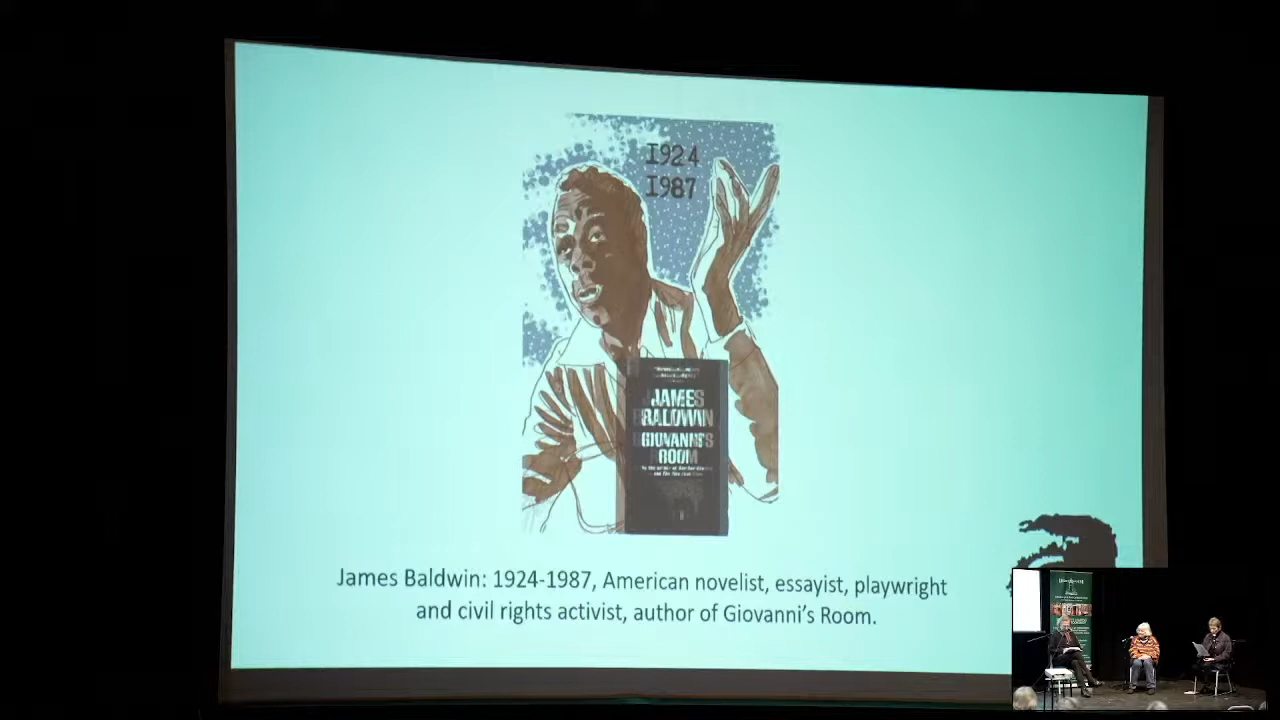 1924
1987
JAMES
BALDWIN
GIOVANNI'S
ROOM
James Baldwin: 1924-1987, American novelist, essayist, playwright
and civil rights activist, author of Giovanni's Room.